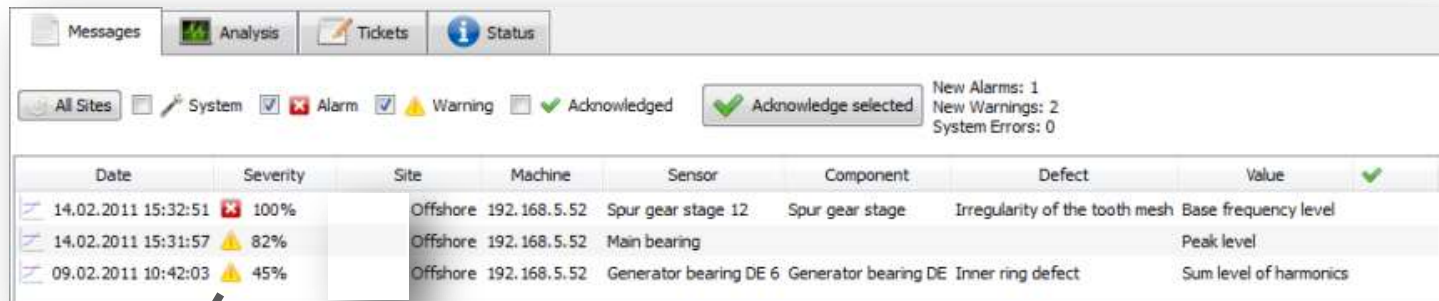 Messages Analysis Tickets Status
All Sites System Alarm Warning Acknowledged Acknowledge selected
New Alarms: 1
New Warnings: 2
System Errors: 0
Date Severity Site Machine Sensor Component Defect Value
14.02.2011 15:32:51 100% Offshore 192.168.5.52 Spur gear stage 12 Spur gear stage Irregularity of the tooth mesh Base frequency level
14.02.2011 15:31:57 82% Offshore 192.168.5.52 Main bearing Peak level
09.02.2011 10:42:03 45% Offshore 192.168.5.52 Generator bearing DE 6 Generator bearing DE Inner ring defect Sum level of harmonics